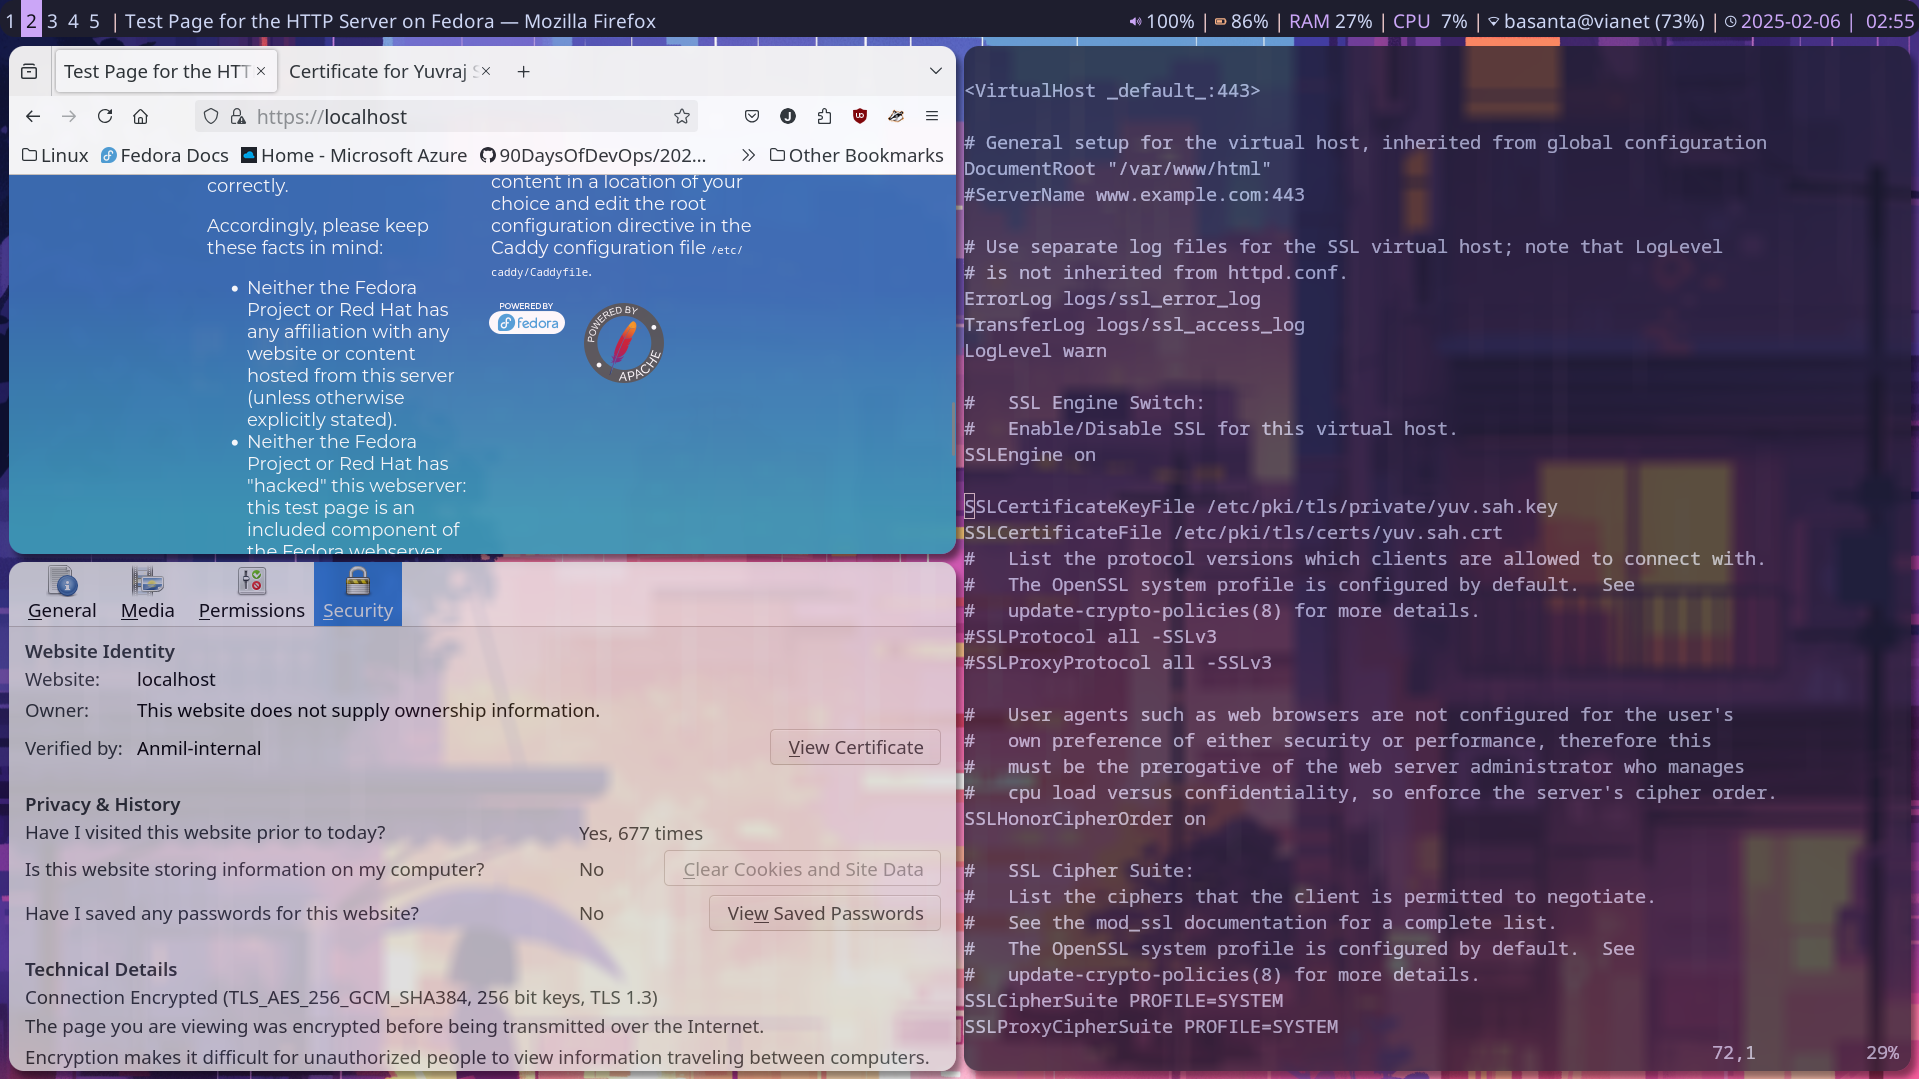 1 2 3 4 5 | Test Page for the HTTP Server on Fedora — Mozilla Firefox
100% | 86% | RAM 27% | CPU 7% | basanta@vianet (73%) | 2025-02-06 | 02:55
Test Page for the HTT
Certificate for Yuvraj S
https://localhost
Linux
Fedora Docs
Home - Microsoft Azure
90DaysOfDevOps/202...
Other Bookmarks
correctly.
Accordingly, please keep
these facts in mind:
• Neither the Fedora
Project or Red Hat has
any affiliation with any
website or content
hosted from this server
(unless otherwise
explicitly stated).
• Neither the Fedora
Project or Red Hat has
"hacked" this webserver:
this test page is an
included component of
the Fedora webserver
content in a location of your
choice and edit the root
configuration directive in the
Caddy configuration file /etc/
caddy/Caddyfile.
POWERED BY
fedora
POWERED BY
APACHE
General
Media
Permissions
Security
Website Identity
Website: localhost
Owner: This website does not supply ownership information.
Verified by: Anmil-internal
View Certificate
Privacy & History
Have I visited this website prior to today? Yes, 677 times
Is this website storing information on my computer? No
Clear Cookies and Site Data
Have I saved any passwords for this website? No
View Saved Passwords
Technical Details
Connection Encrypted (TLS_AES_256_GCM_SHA384, 256 bit keys, TLS 1.3)
The page you are viewing was encrypted before being transmitted over the Internet.
Encryption makes it difficult for unauthorized people to view information traveling between computers.
<VirtualHost _default_:443>
# General setup for the virtual host, inherited from global configuration
DocumentRoot "/var/www/html"
#ServerName www.example.com:443
# Use separate log files for the SSL virtual host; note that LogLevel
# is not inherited from httpd.conf.
ErrorLog logs/ssl_error_log
TransferLog logs/ssl_access_log
LogLevel warn
#   SSL Engine Switch:
#   Enable/Disable SSL for this virtual host.
SSLEngine on
SSLCertificateKeyFile /etc/pki/tls/private/yuv.sah.key
SSLCertificateFile /etc/pki/tls/certs/yuv.sah.crt
#   List the protocol versions which clients are allowed to connect with.
#   The OpenSSL system profile is configured by default.  See
#   update-crypto-policies(8) for more details.
#SSLProtocol all -SSLv3
#SSLProxyProtocol all -SSLv3
#   User agents such as web browsers are not configured for the user's
#   own preference of either security or performance, therefore this
#   must be the prerogative of the web server administrator who manages
#   cpu load versus confidentiality, so enforce the server's cipher order.
SSLHonorCipherOrder on
#   SSL Cipher Suite:
#   List the ciphers that the client is permitted to negotiate.
#   See the mod_ssl documentation for a complete list.
#   The OpenSSL system profile is configured by default.  See
#   update-crypto-policies(8) for more details.
SSLCipherSuite PROFILE=SYSTEM
SSLProxyCipherSuite PROFILE=SYSTEM
72,1 29%